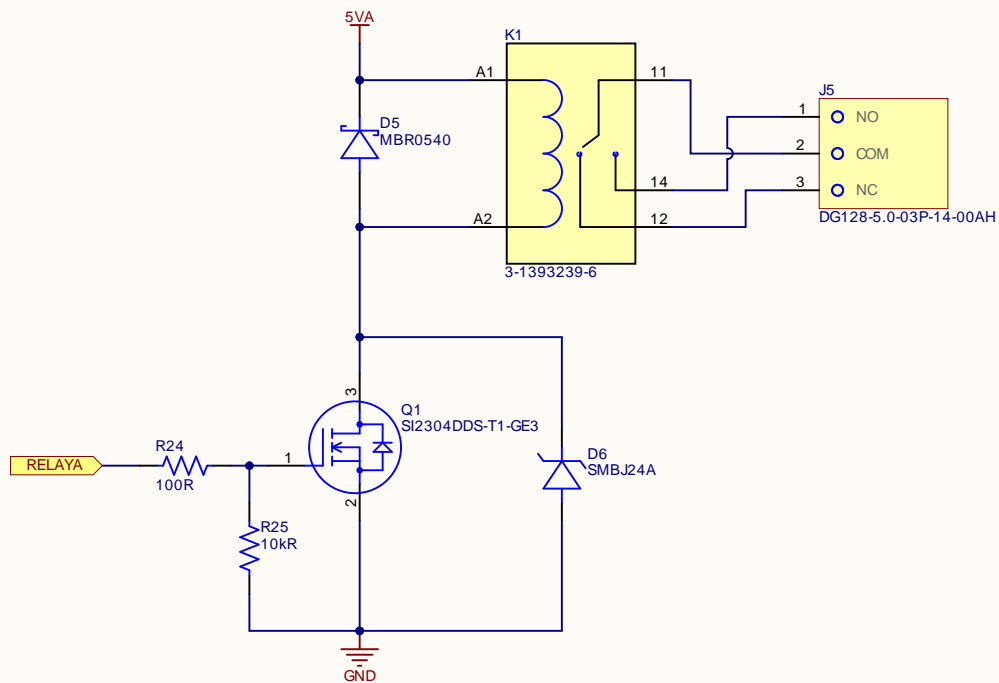 5VA
K1
A1
11
J5
1
NO
D5
MBR0540
2
COM
14
3
NC
A2
12
DG128-5.0-03P-14-00AH
3-1393239-6
3
Q1
SI2304DDS-T1-GE3
R24
RELAYA
1
100R
D6
SMBJ24A
2
R25
10kR
GND